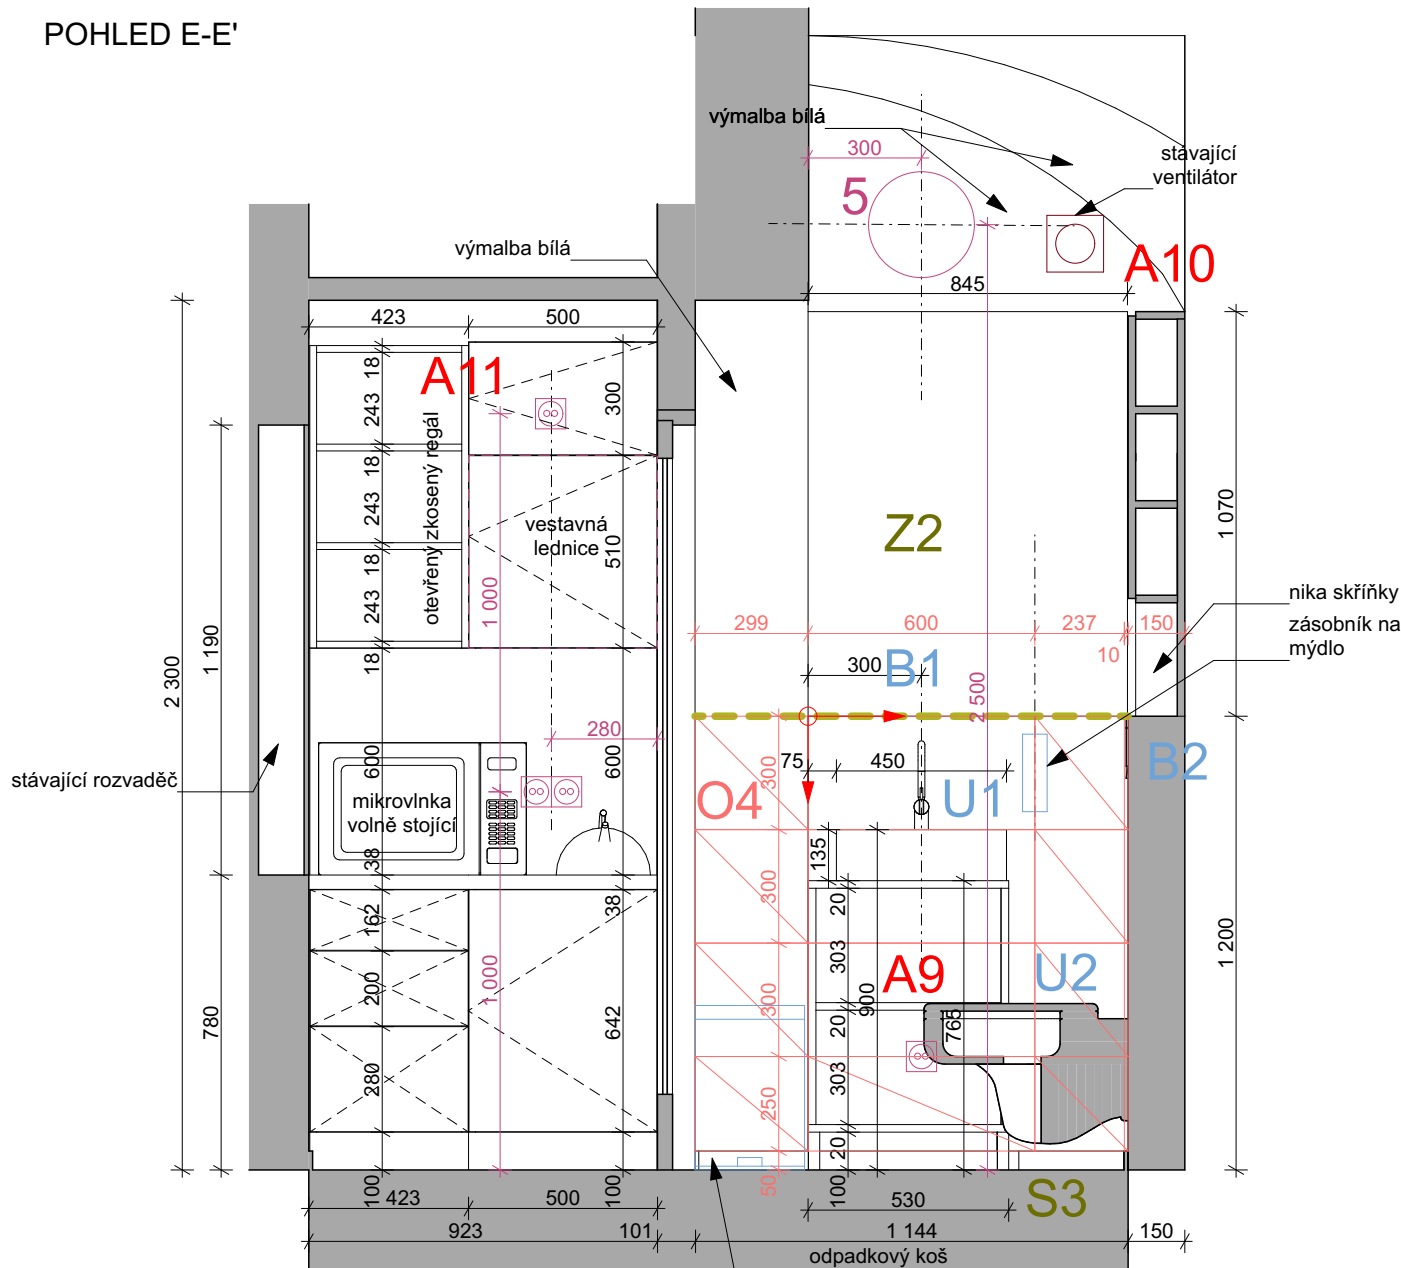 POHLED E-E'
výmalba bílá
300
stávající
ventilátor
5
výmalba bílá
A10
845
423
500
A11
18
243
18
243
18
243
18
otevřený zkosený regál
300
vestavná
lednice
510
1 000
Z2
1 070
2 300
1 190
nika skříňky
zásobník na
mýdlo
299
600
237
150
10
300
B1
2 500
280
600
600
stávající rozvaděč
mikrovlnka
volně stojící
75
450
300
O4
U1
B2
38
38
135
162
200
280
100
642
100
1 000
780
300
300
250
50
20
303
20
303
20
100
900
765
A9
U2
1 200
S3
423
500
530
923
101
1 144
150
odpadkový koš